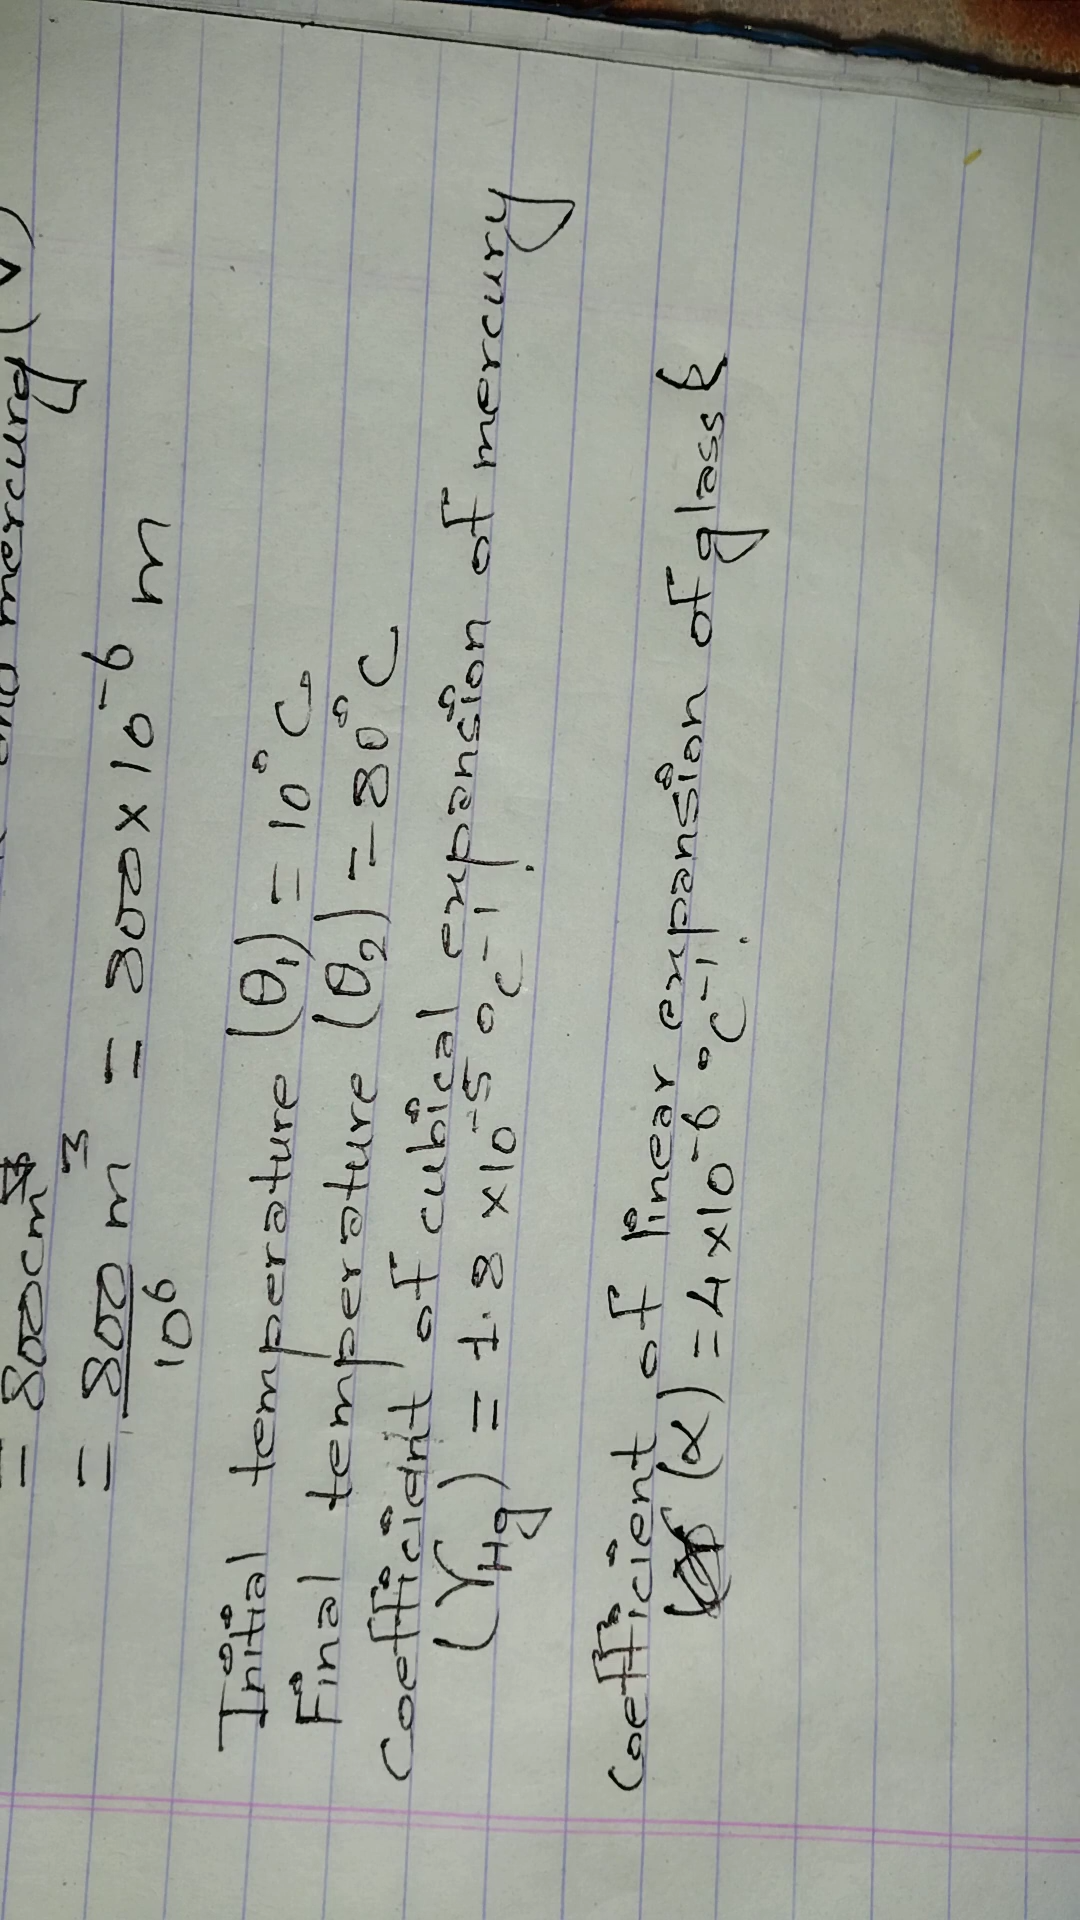 mercury (V)
= 800cm³
= 800/10⁶ m³ = 800 × 10⁻⁶ m
Initial temperature (θ₁) = 10°C
Final temperature (θ₂) = 80°C
Coefficiant of cubical expansion of mercury
(γHg) = 1.8 × 10⁻⁵ °C⁻¹.
Coefficient of linear expansion of glass}
(α) = 4 × 10⁻⁶ °C⁻¹.